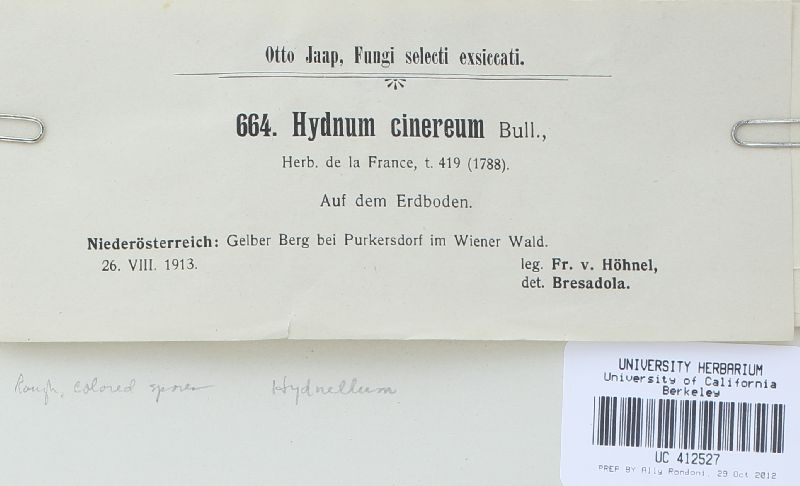 Otto Jaap, Fungi selecti exsiccati.
664. Hydnum cinereum Bull.,
Herb. de la France, t. 419 (1788).
Auf dem Erdboden.
Niederösterreich: Gelber Berg bei Purkersdorf im Wiener Wald.
26. VIII. 1913.
leg. Fr. v. Höhnel,
det. Bresadola.
Rough, colored spores Hydnellum
UNIVERSITY HERBARIUM
University of California
Berkeley
UC 412527
PREP BY Ally Rondoni, 29 Oct 2012